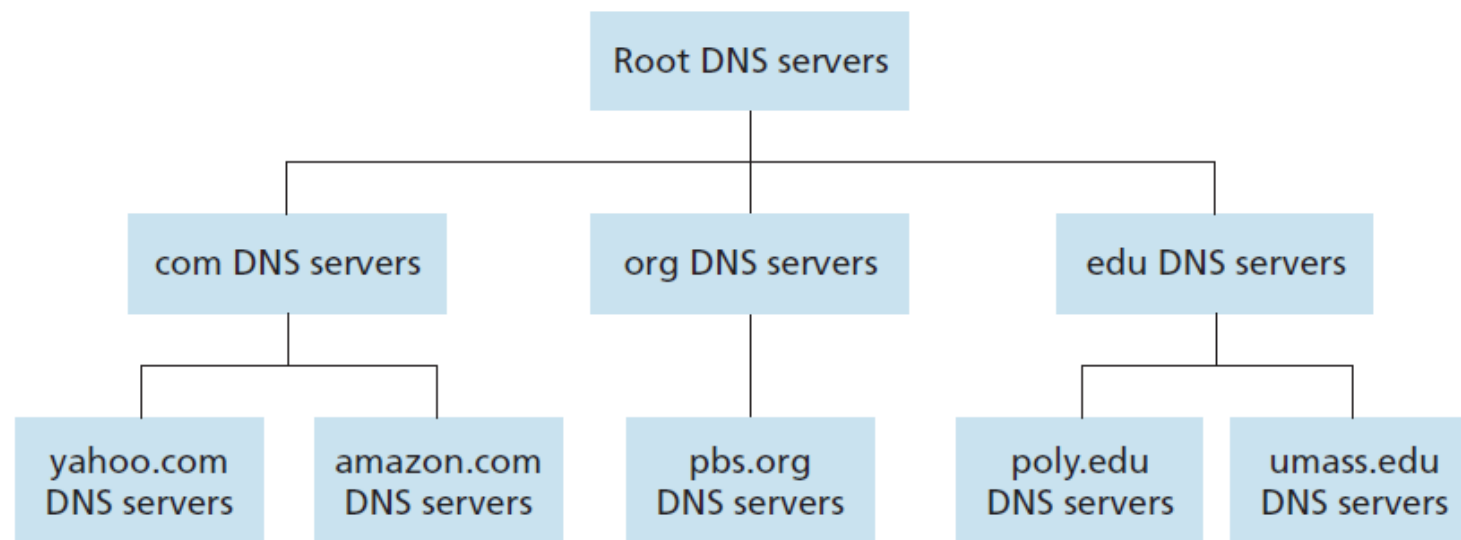 Root DNS servers
com DNS servers
org DNS servers
edu DNS servers
yahoo.com
DNS servers
amazon.com
DNS servers
pbs.org
DNS servers
poly.edu
DNS servers
umass.edu
DNS servers